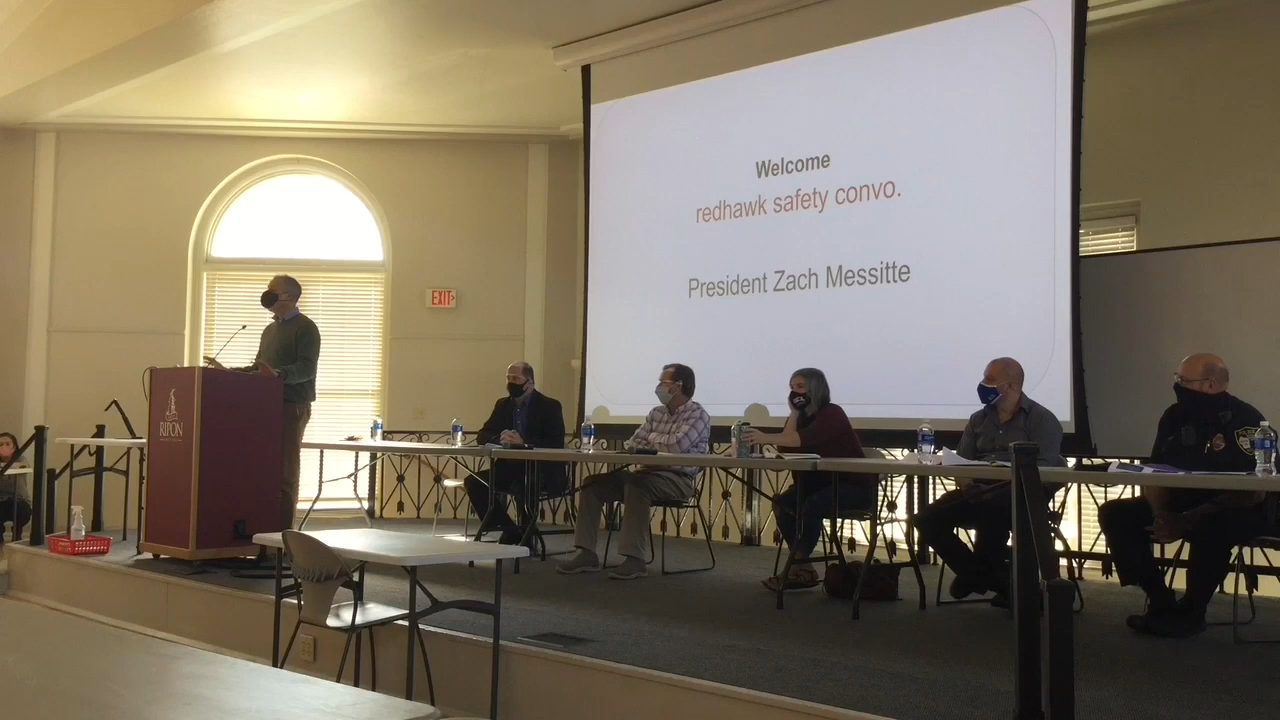 Welcome
redhawk safety convo.
President Zach Messitte
EXIT
RIPON